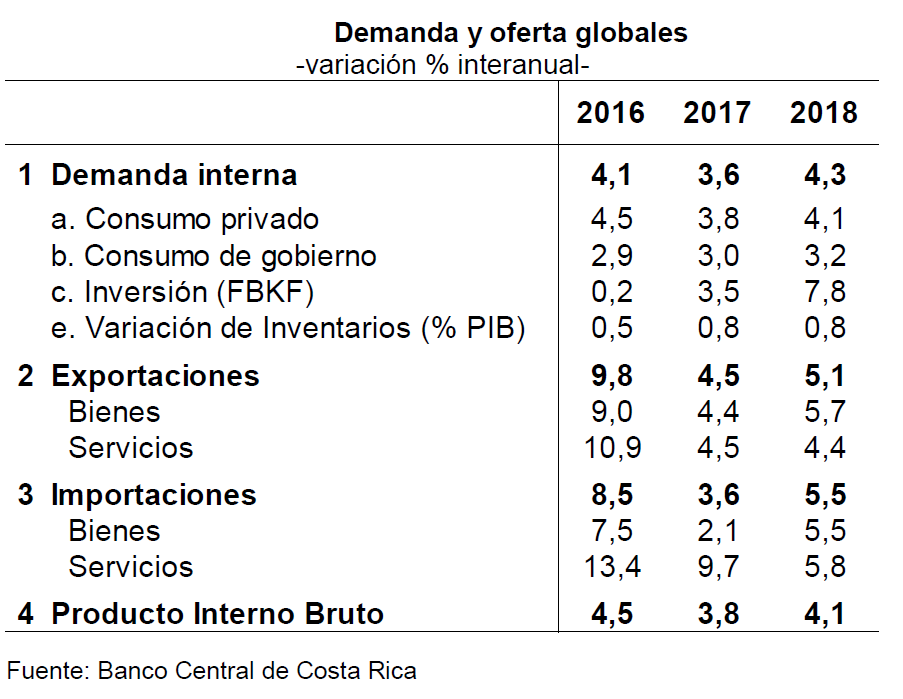 Demanda y oferta globales
-variación % interanual-
2016 2017 2018
1 Demanda interna 4,1 3,6 4,3
a. Consumo privado 4,5 3,8 4,1
b. Consumo de gobierno 2,9 3,0 3,2
c. Inversión (FBKF) 0,2 3,5 7,8
e. Variación de Inventarios (% PIB) 0,5 0,8 0,8
2 Exportaciones 9,8 4,5 5,1
Bienes 9,0 4,4 5,7
Servicios 10,9 4,5 4,4
3 Importaciones 8,5 3,6 5,5
Bienes 7,5 2,1 5,5
Servicios 13,4 9,7 5,8
4 Producto Interno Bruto 4,5 3,8 4,1
Fuente: Banco Central de Costa Rica